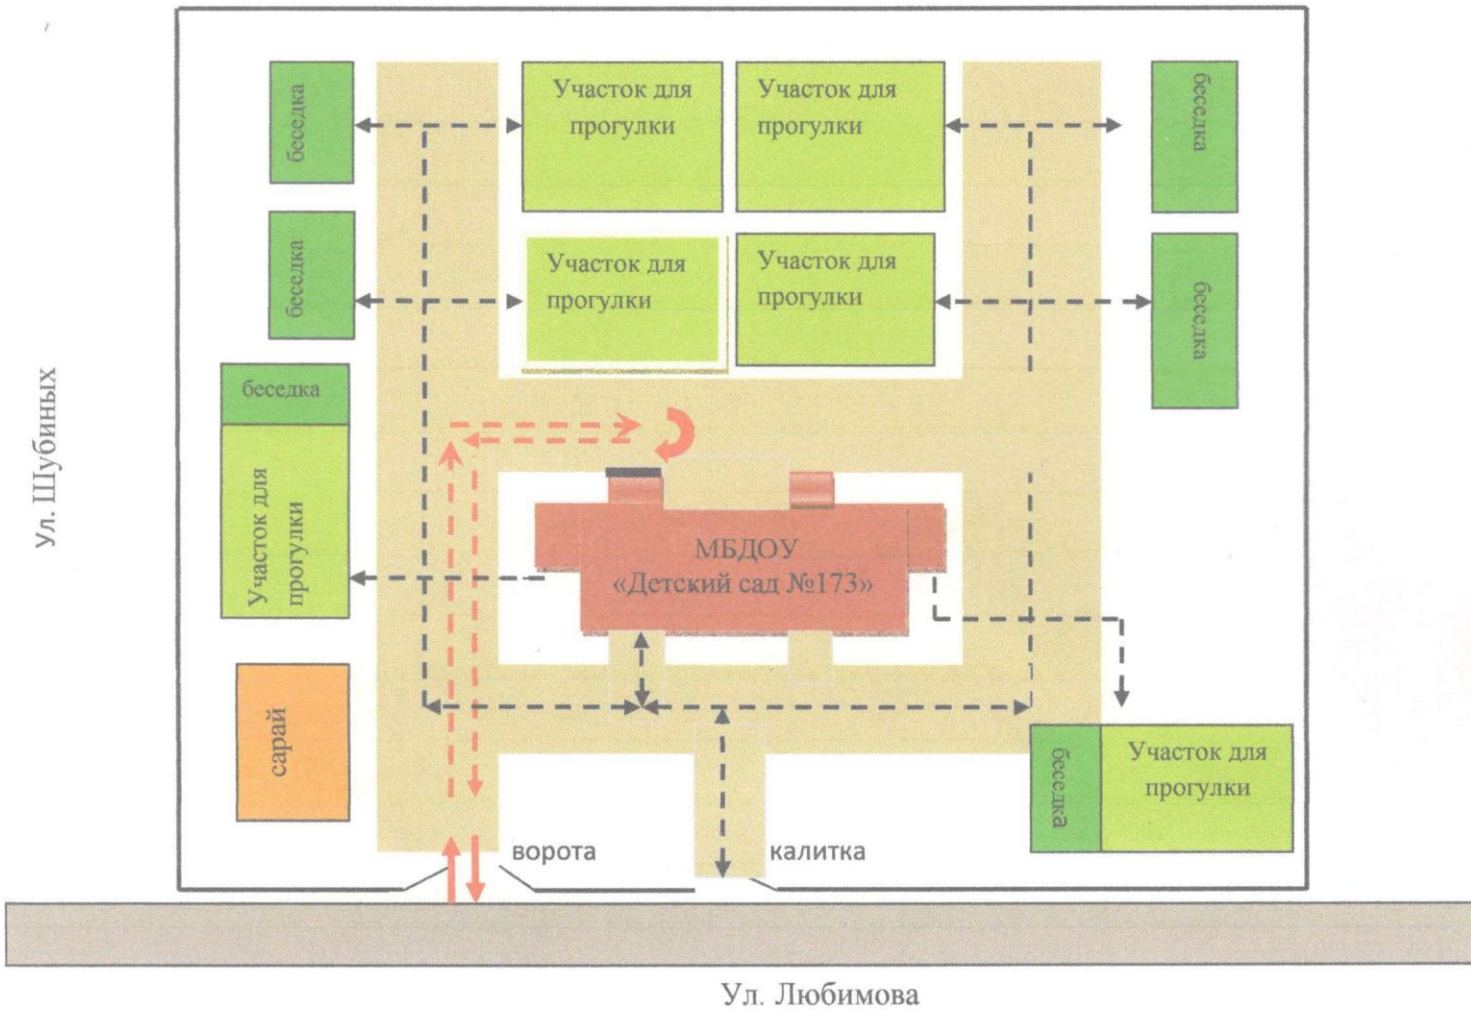 беседка
Участок для
прогулки
Участок для
прогулки
беседка
беседка
Участок для
прогулки
Участок для
прогулки
беседка
беседка
Участок для
прогулки
Ул. Шубиных
МБДОУ
«Детский сад №173»
сарай
беседка
Участок для
прогулки
ворота
калитка
Ул. Любимова